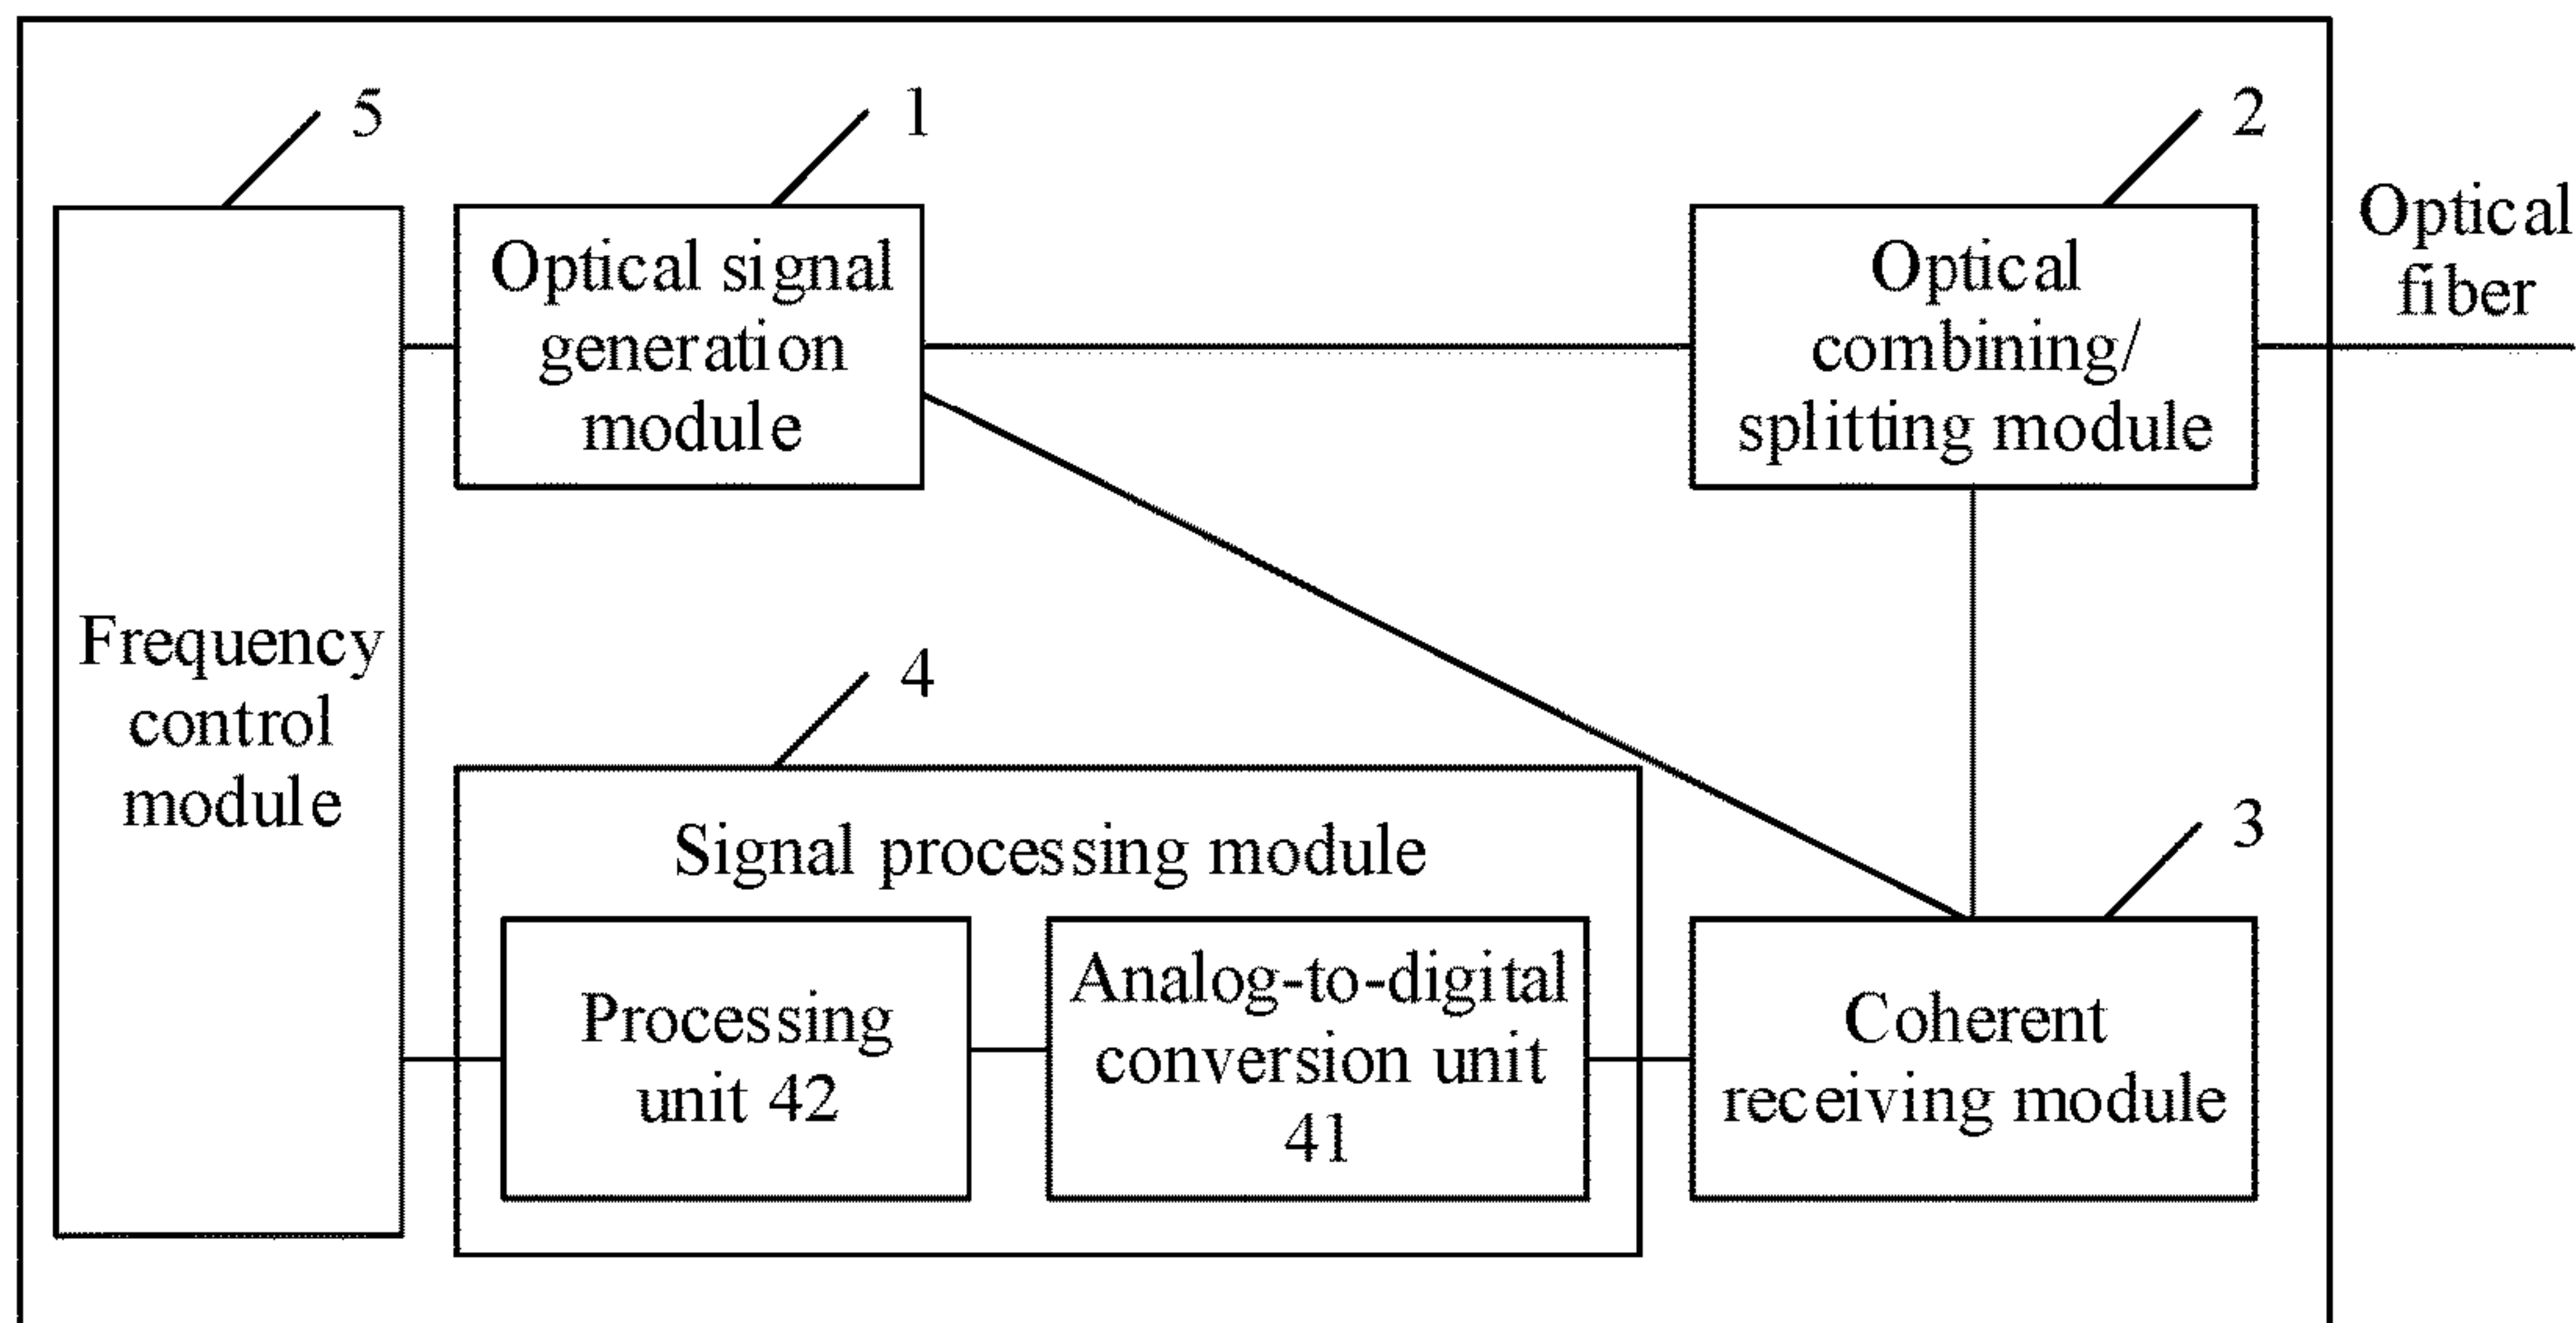 5
1
2
Optical signal
generation
module
Optical
combining/
splitting module
Optical
fiber
Frequency
control
module
4
Signal processing module
Processing
unit 42
Analog-to-digital
conversion unit
41
3
Coherent
receiving module